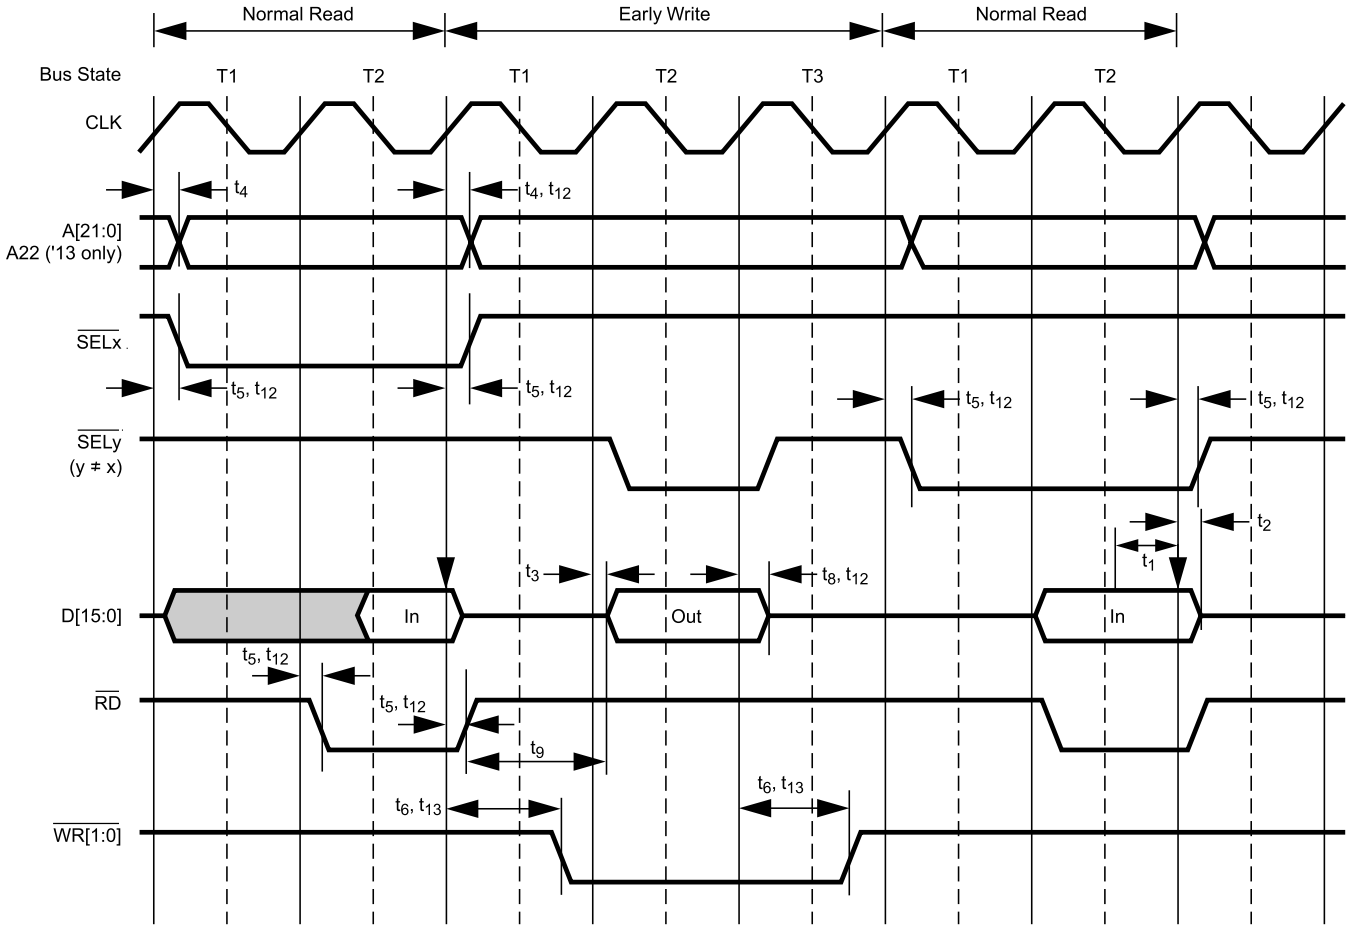 Normal Read Early Write Normal Read
Bus State T1 T2 T1 T2 T3 T1 T2
CLK
t4 t4, t12
A[21:0]
A22 ('13 only)
SELx
t5, t12 t5, t12 t5, t12 t5, t12
SELy
(y ≠ x)
t2
t1
t3 t8, t12
D[15:0] In Out In
t5, t12
RD t5, t12
t9
t6, t13 t6, t13
WR[1:0]